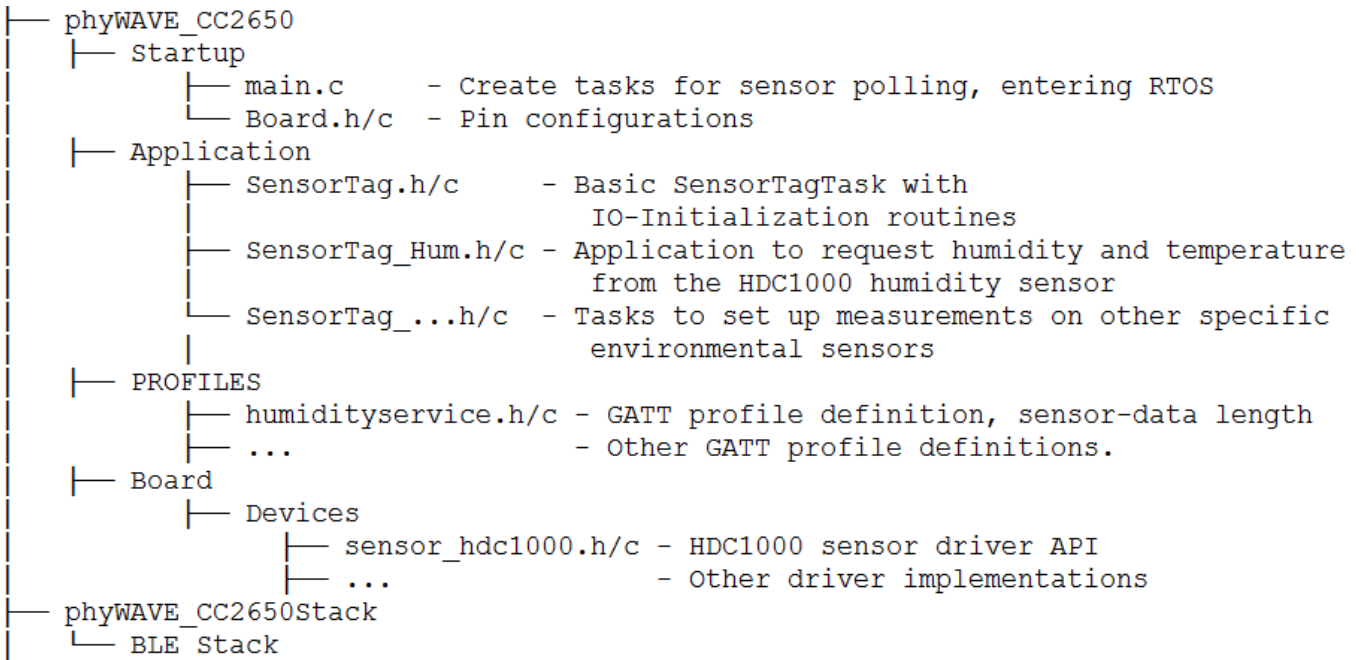 ├── phyWAVE_CC2650
│   ├── Startup
│          ├── main.c     - Create tasks for sensor polling, entering RTOS
│          └── Board.h/c  - Pin configurations
│   ├── Application
│          ├── SensorTag.h/c     - Basic SensorTagTask with
│          │                       IO-Initialization routines
│          ├── SensorTag_Hum.h/c - Application to request humidity and temperature
│          │                       from the HDC1000 humidity sensor
│          └── SensorTag_...h/c  - Tasks to set up measurements on other specific
│          │                       environmental sensors
│   ├── PROFILES
│          ├── humidityservice.h/c - GATT profile definition, sensor-data length
│          ├── ...                 - Other GATT profile definitions.
│   ├── Board
│          ├── Devices
│                ├── sensor_hdc1000.h/c - HDC1000 sensor driver API
│                ├── ...                - Other driver implementations
├── phyWAVE_CC2650Stack
│   └── BLE Stack